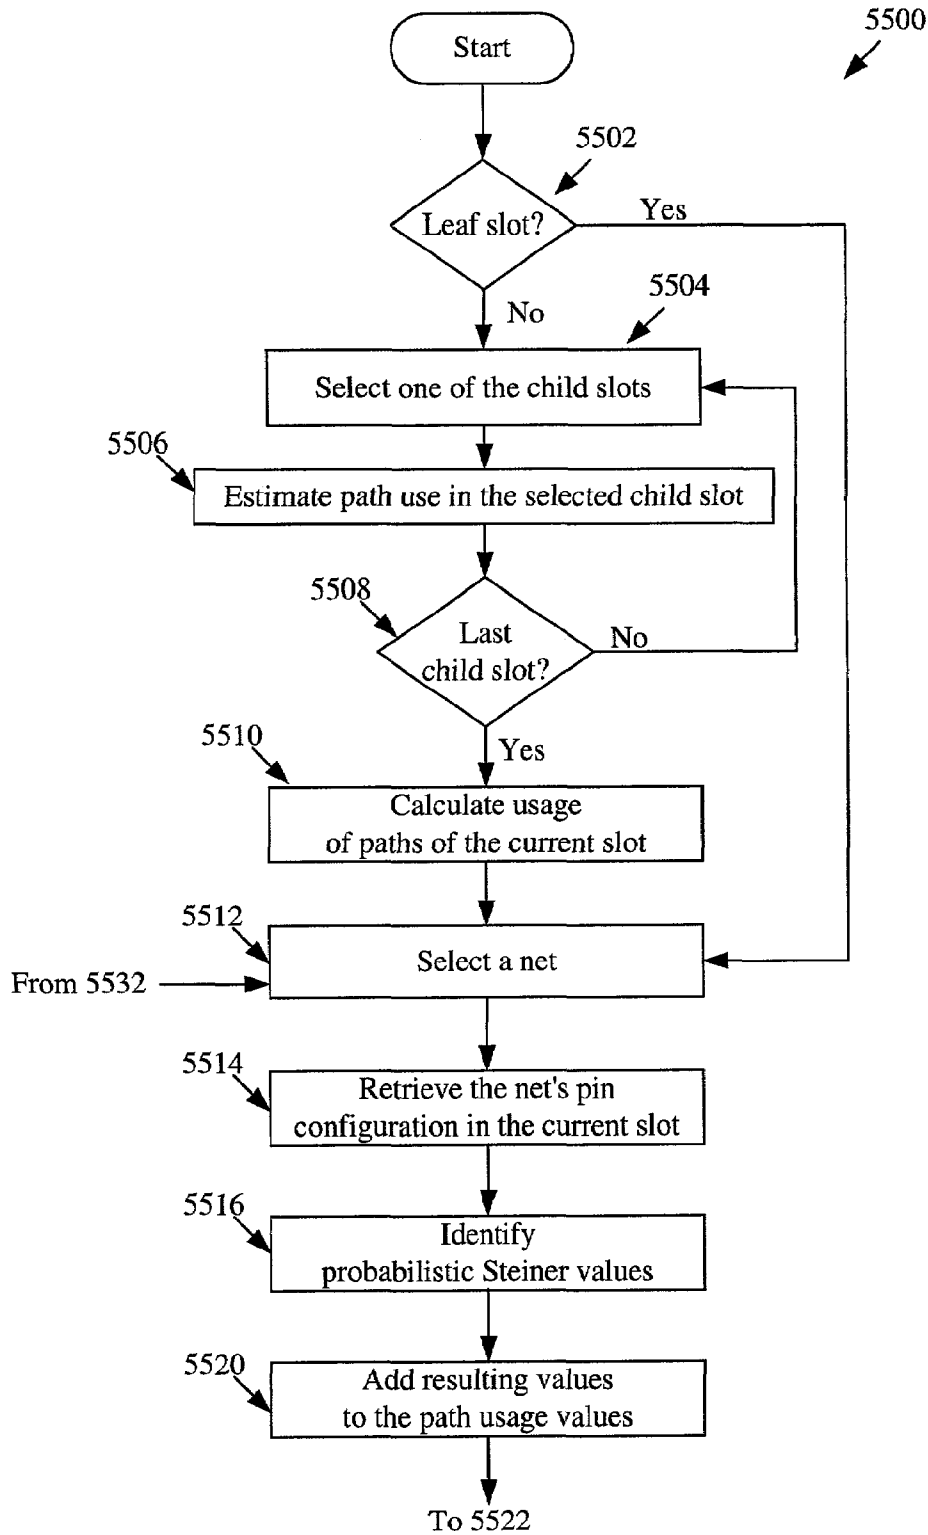 5500
Start
5502
Leaf slot?
Yes
No
5504
Select one of the child slots
5506
Estimate path use in the selected child slot
5508
Last
child slot?
No
Yes
5510
Calculate usage
of paths of the current slot
5512
Select a net
From 5532
5514
Retrieve the net's pin
configuration in the current slot
5516
Identify
probabilistic Steiner values
5520
Add resulting values
to the path usage values
To 5522